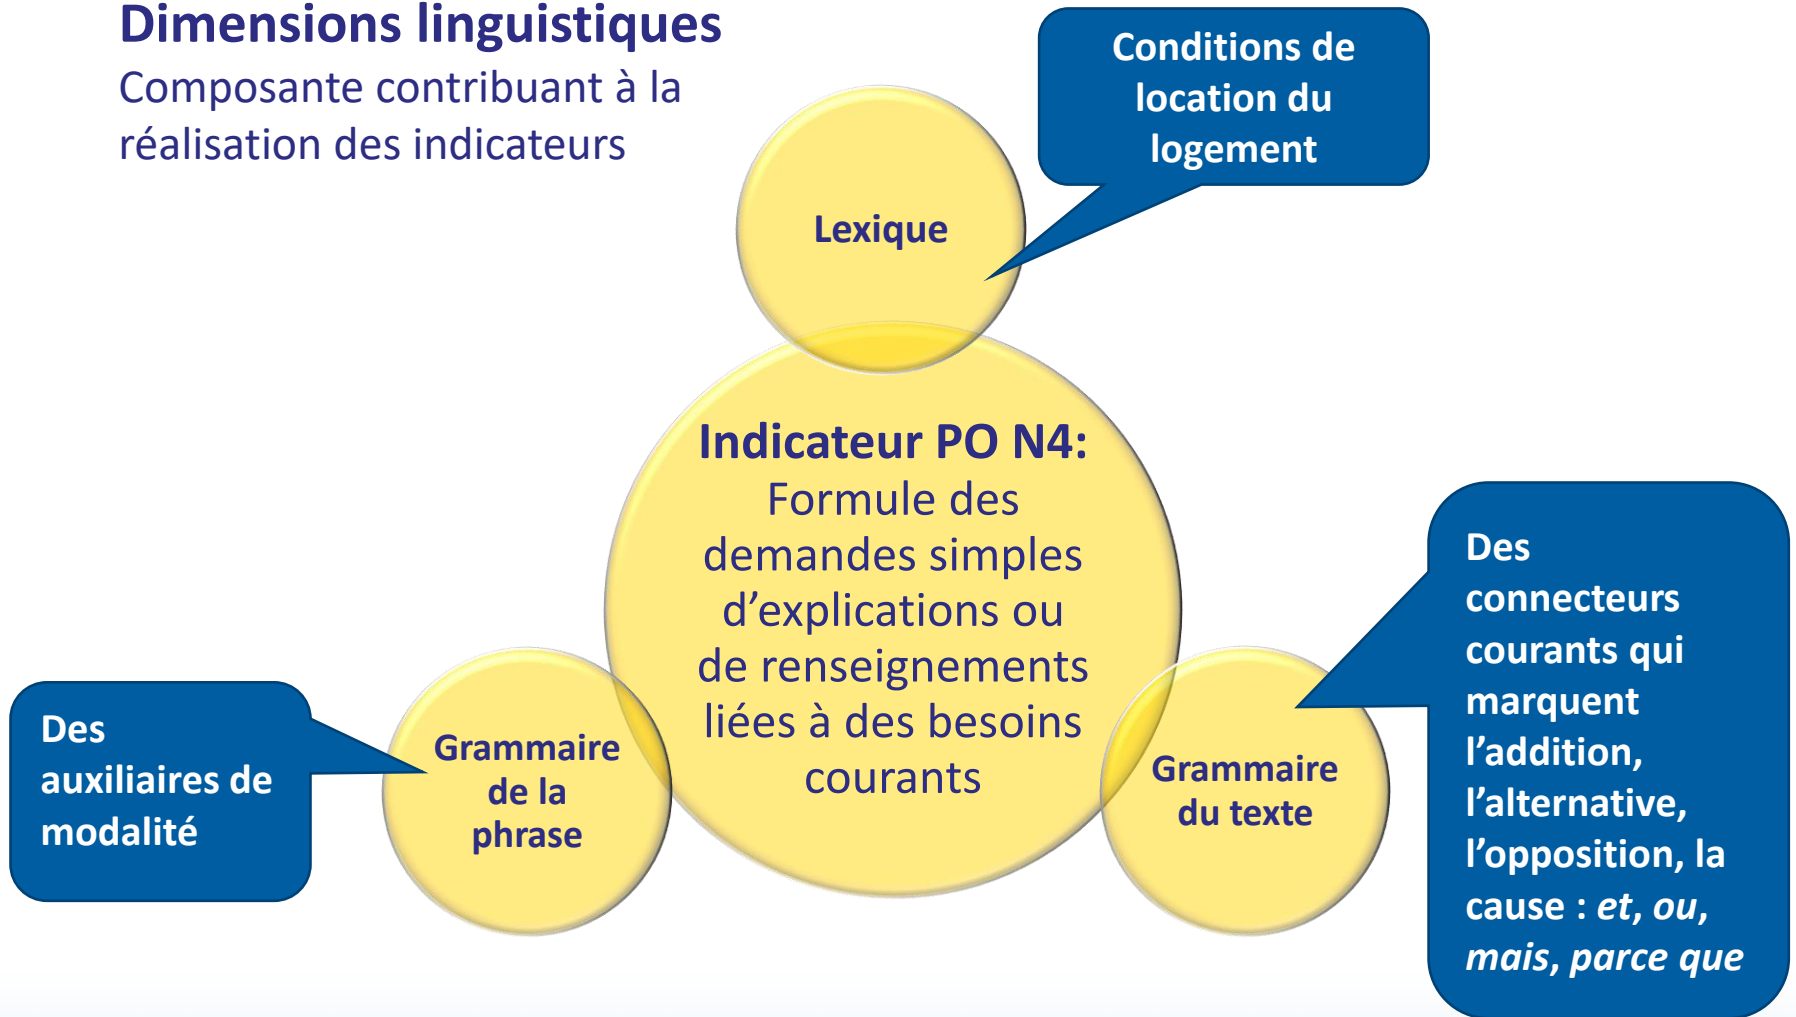 Dimensions linguistiques
Composante contribuant à la
réalisation des indicateurs
Conditions de
location du
logement
Lexique
Indicateur PO N4:
Formule des
demandes simples
d’explications ou
de renseignements
liées à des besoins
courants
Des
auxiliaires de
modalité
Grammaire
de la
phrase
Grammaire
du texte
Des
connecteurs
courants qui
marquent
l’addition,
l’alternative,
l’opposition, la
cause : et, ou,
mais, parce que